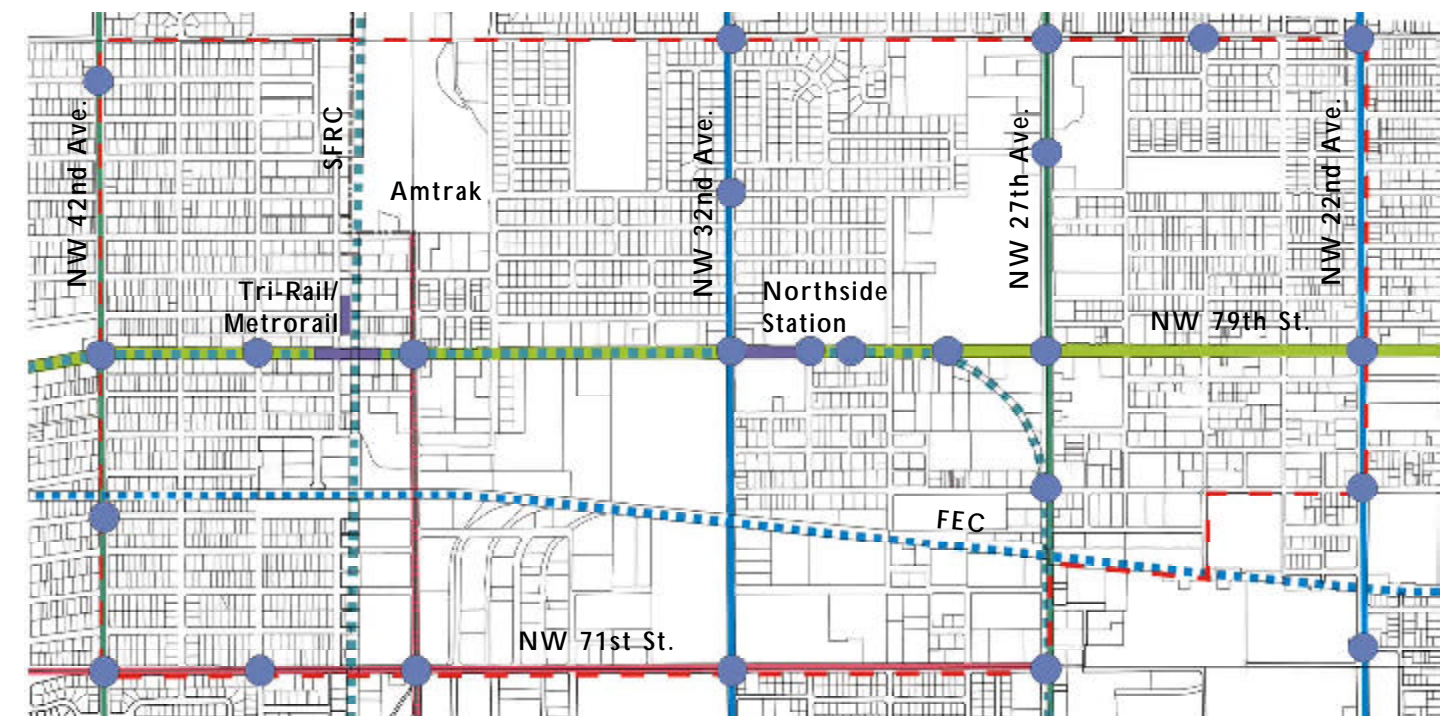 NW 42nd Ave.
SFRC
Amtrak
NW 32nd Ave.
NW 27th Ave.
NW 22nd Ave.
Tri-Rail/
Metrorail
Northside
Station
NW 79th St.
FEC
NW 71st St.